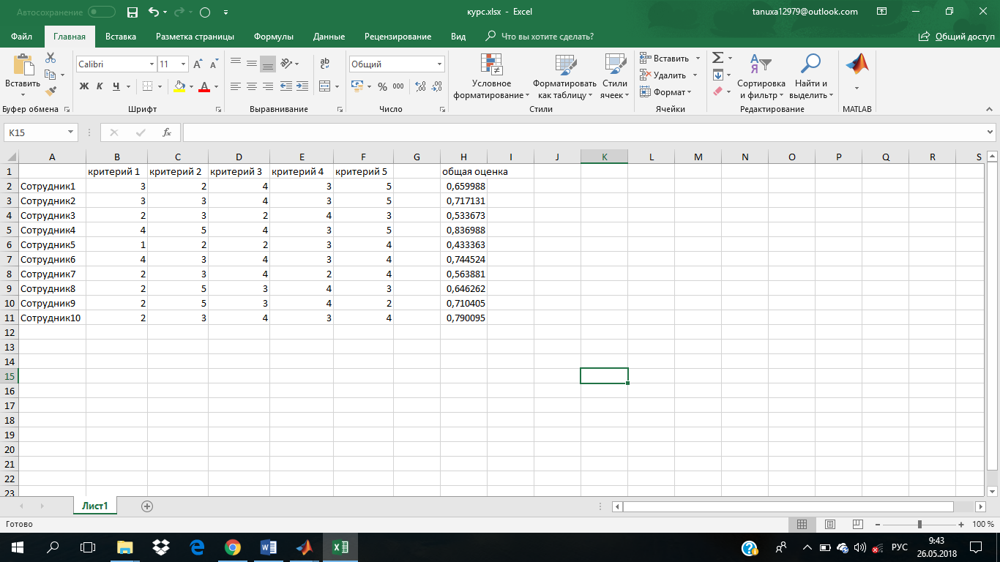 Автосохранение
курс.xlsx - Excel
tanuxa12979@outlook.com
Файл Главная Вставка Разметка страницы Формулы Данные Рецензирование Вид Что вы хотите сделать? Общий доступ
Вставить
Буфер обмена
Calibri 11
Ж К Ч
Шрифт
ab c
Выравнивание
Общий
% 000
,00 ,0
Число
Условное форматирование
Форматировать как таблицу
Стили ячеек
Стили
Вставить
Удалить
Формат
Ячейки
Сортировка и фильтр
Найти и выделить
Редактирование
MATLAB
K15 fx
A B C D E F G H I J K L M N O P Q R S
1 критерий 1 критерий 2 критерий 3 критерий 4 критерий 5 общая оценка
2 Сотрудник1 3 2 4 3 5 0,659988
3 Сотрудник2 3 3 4 3 5 0,717131
4 Сотрудник3 2 3 2 4 3 0,533673
5 Сотрудник4 4 5 4 3 5 0,836988
6 Сотрудник5 1 2 2 3 4 0,433363
7 Сотрудник6 4 3 4 3 4 0,744524
8 Сотрудник7 2 3 4 2 4 0,563881
9 Сотрудник8 2 5 3 4 3 0,646262
10 Сотрудник9 2 5 3 4 2 0,710405
11 Сотрудник10 2 3 4 3 4 0,790095
12
13
14
15
16
17
18
19
20
21
22
23
Лист1
Готово
100 %
РУС
9:43
26.05.2018